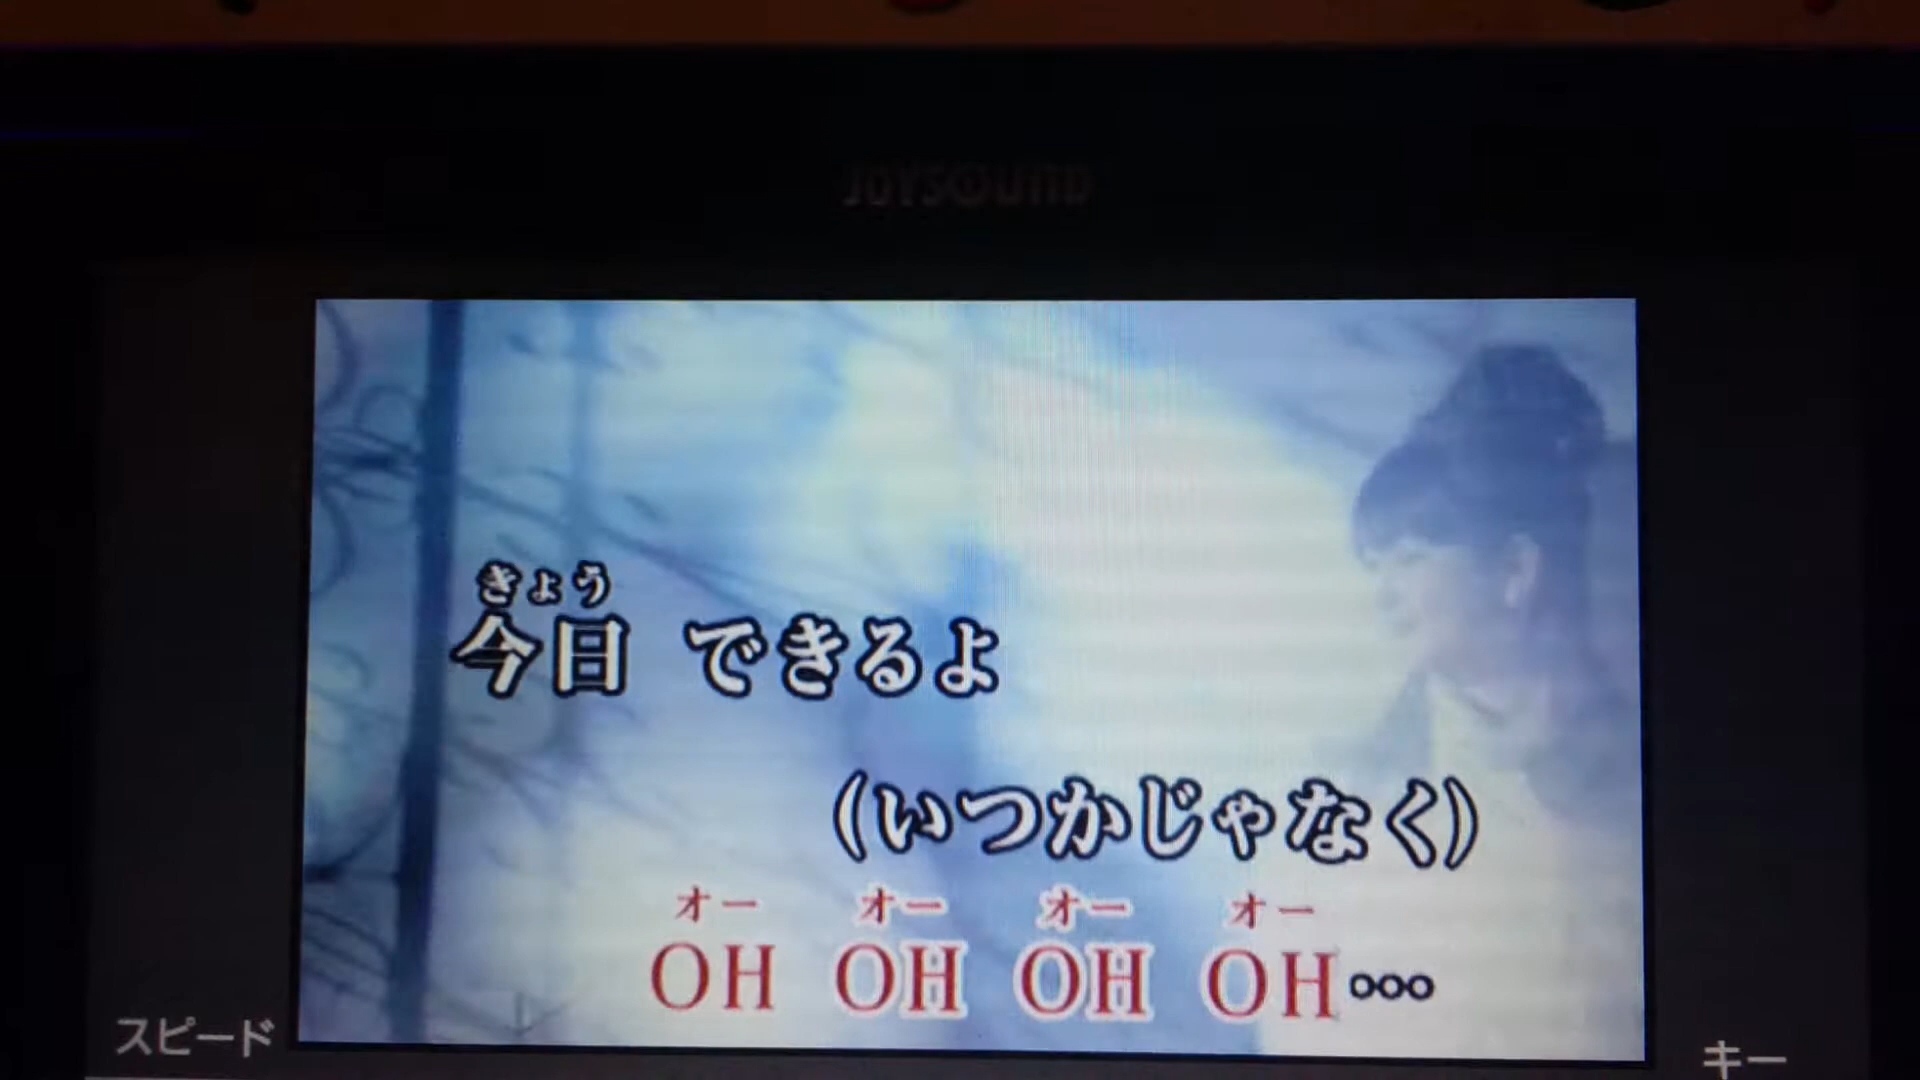 JOYSOUND
きょう
今日 できるよ
(いつかじゃなく)
オー オー オー オー
OH OH OH OH°°°
スピード
キー